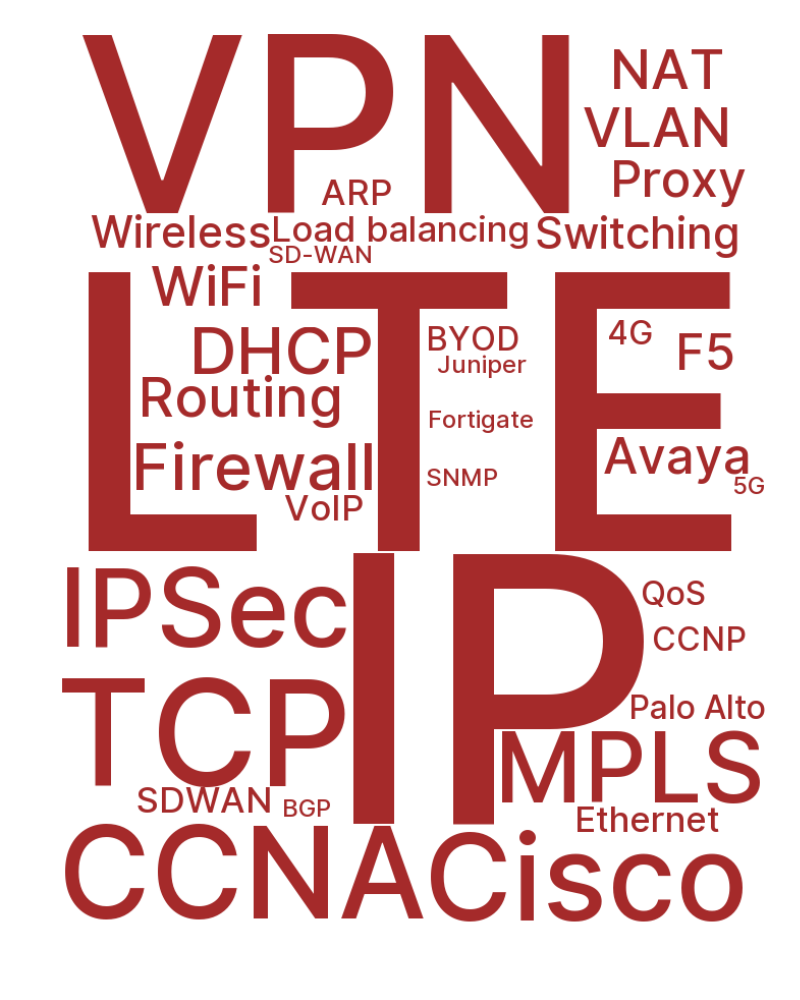 VPN
NAT
VLAN
Proxy
ARP
Wireless
Load balancing
Switching
SD-WAN
WiFi
LTE
DHCP
BYOD
4G
F5
Juniper
Routing
Fortigate
Firewall
Avaya
SNMP
5G
VoIP
IPSec
IP
QoS
CCNP
TCP
Palo Alto
MPLS
SDWAN
BGP
Ethernet
CCNA
Cisco